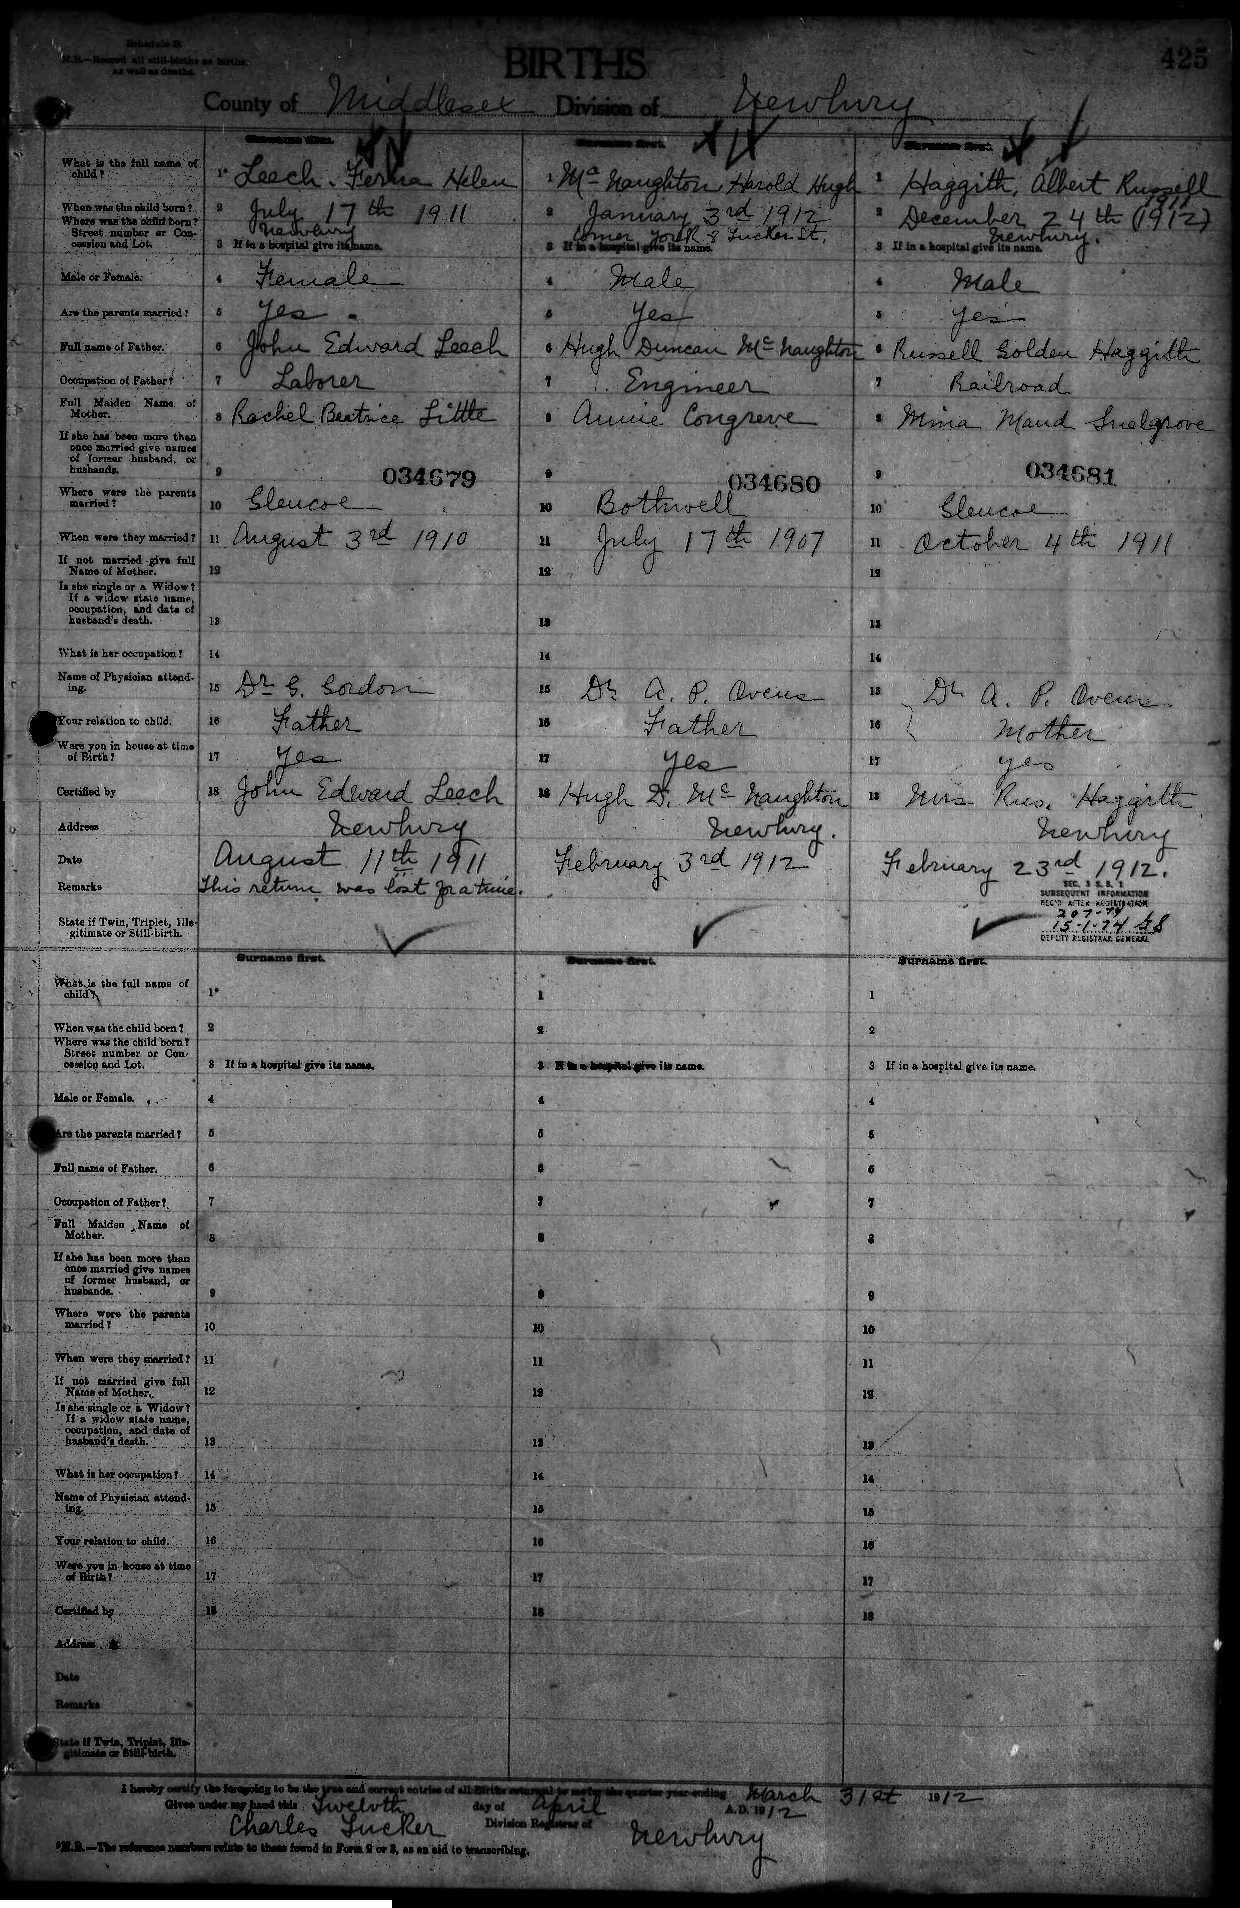 Schedule B.
N.B.—Record all still-births as births, as well as deaths.
BIRTHS
425
County of Middlesex Division of Newbury
Surname first. Surname first. Surname first.
What is the full name of child? 1* Leech. Ferna Helen 1 McNaughton, Harold Hugh 1 Haggith, Albert Russell
1911
When was the child born? 2 July 17th 1911 2 January 3rd 1912 2 December 24th (1912)
Where was the child born? Street number or Concession and Lot. Newbury corner York & Tucker St. Newbury.
3 If in a hospital give its name. 3 If in a hospital give its name. 3 If in a hospital give its name.
Male or Female. 4 Female 4 Male 4 Male
Are the parents married? 5 Yes 5 Yes 5 Yes
Full name of Father. 6 John Edward Leech 6 Hugh Duncan McNaughton 6 Russell Golden Haggith
Occupation of Father? 7 Laborer 7 Engineer 7 Railroad
Full Maiden Name of Mother. 8 Rachel Beatrice Little 8 Annie Congreve 8 Mina Maud Snelgrove
If she has been more than once married give names of former husband, or husbands. 9 034679 9 034680 9 034681
Where were the parents married? 10 Glencoe 10 Bothwell 10 Glencoe
When were they married? 11 August 3rd 1910 11 July 17th 1907 11 October 4th 1911
If not married give full Name of Mother. 12 12 12
Is she single or a Widow? If a widow state name, occupation, and date of husband's death. 13 13 13
What is her occupation? 14 14 14
Name of Physician attending. 15 Dr G. Gordon 15 Dr. A. P. Owens 15 Dr A. P. Owens
Your relation to child. 16 Father 16 Father 16 Mother
Were you in house at time of Birth? 17 Yes 17 Yes 17 yes
Certified by 18 John Edward Leech 18 Hugh D. McNaughton 18 Mrs Rus. Haggith
Address Newbury Newbury. Newbury
Date August 11th 1911 February 3rd 1912 February 23rd 1912.
Remarks This return was lost for a time.
SEC. 3 S.S. 2
SUBSEQUENT INFORMATION
REC'D AFTER REGISTRATION
207-74
15-1-74
DEPUTY REGISTRAR GENERAL
State if Twin, Triplet, Illegitimate or Still-birth.
Surname first. Surname first. Surname first.
What is the full name of child? 1* 1 1
When was the child born? 2 2 2
Where was the child born? Street number or Concession and Lot. 3 If in a hospital give its name. 3 If in a hospital give its name. 3 If in a hospital give its name.
Male or Female. 4 4 4
Are the parents married? 5 5 5
Full name of Father. 6 6 6
Occupation of Father? 7 7 7
Full Maiden Name of Mother. 8 8 8
If she has been more than once married give names of former husband, or husbands. 9 9 9
Where were the parents married? 10 10 10
When were they married? 11 11 11
If not married give full Name of Mother. 12 12 12
Is she single or a Widow? If a widow state name, occupation, and date of husband's death. 13 13 13
What is her occupation? 14 14 14
Name of Physician attending. 15 15 15
Your relation to child. 16 16 16
Were you in house at time of Birth? 17 17 17
Certified by 18 18 18
Address
Date
Remarks
State if Twin, Triplet, Illegitimate or Still-birth.
I hereby certify the foregoing to be the true and correct entries of all Births returned to me for the quarter year ending March 31st 1912
Given under my hand this Twelvth day of April A.D. 1912
Charles Tucker Division Registrar of Newbury
*N.B.—The reference numbers relate to those found in Form 2 or 3, as an aid to transcribing.